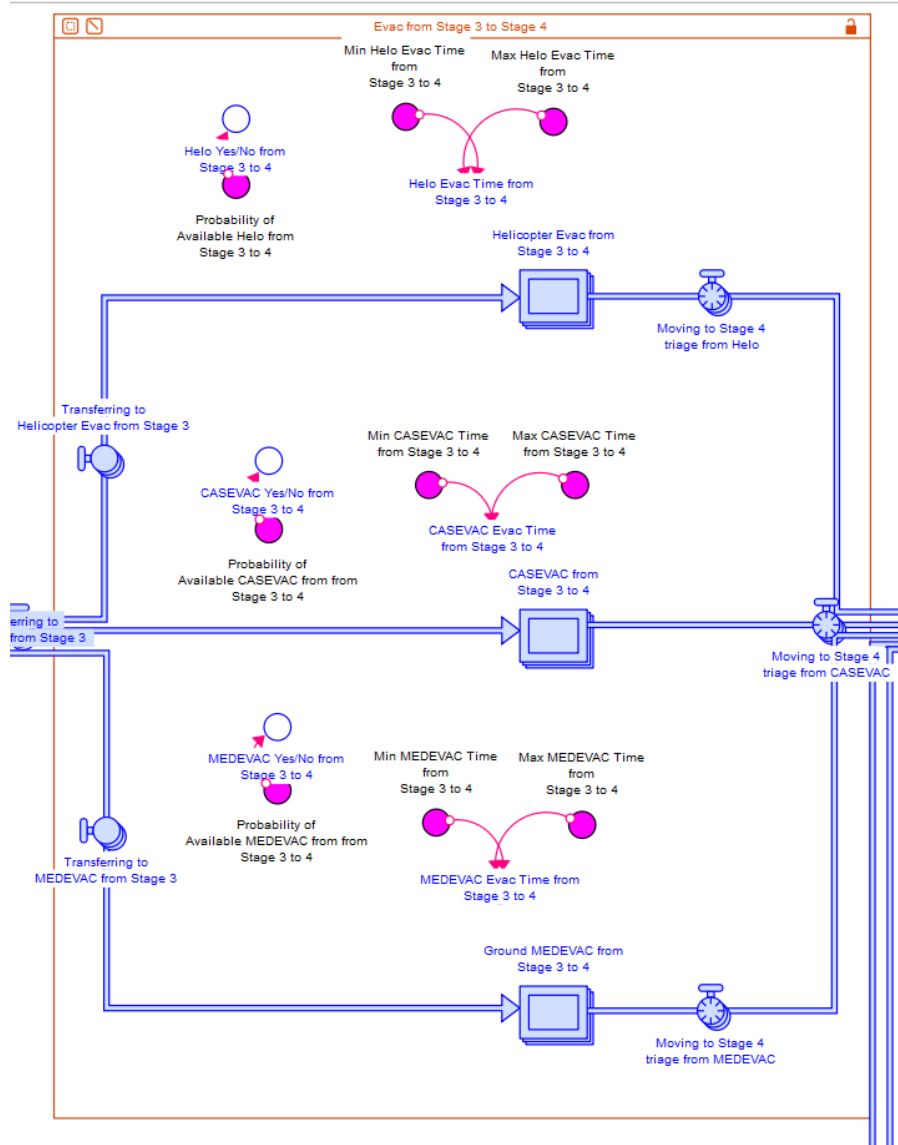 Evac from Stage 3 to Stage 4
Min Helo Evac Time
from
Stage 3 to 4
Max Helo Evac Time
from
Stage 3 to 4
Helo Yes/No from
Stage 3 to 4
Helo Evac Time from
Stage 3 to 4
Probability of
Available Helo from
Stage 3 to 4
Helicopter Evac from
Stage 3 to 4
Moving to Stage 4
triage from Helo
Transferring to
Helicopter Evac from Stage 3
Min CASEVAC Time
from Stage 3 to 4
Max CASEVAC Time
from Stage 3 to 4
CASEVAC Yes/No from
Stage 3 to 4
CASEVAC Evac Time
from Stage 3 to 4
Probability of
Available CASEVAC from from
Stage 3 to 4
CASEVAC from
Stage 3 to 4
erring to
from Stage 3
Moving to Stage 4
triage from CASEVAC
MEDEVAC Yes/No from
Stage 3 to 4
Min MEDEVAC Time
from
Stage 3 to 4
Max MEDEVAC Time
from
Stage 3 to 4
Probability of
Available MEDEVAC from from
Stage 3 to 4
Transferring to
MEDEVAC from Stage 3
MEDEVAC Evac Time from
Stage 3 to 4
Ground MEDEVAC from
Stage 3 to 4
Moving to Stage 4
triage from MEDEVAC